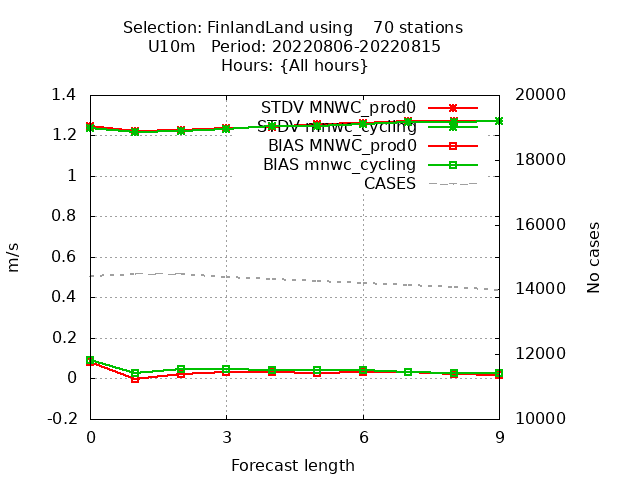 Selection: FinlandLand using    70 stations
U10m   Period: 20220806-20220815
Hours: {All hours}
1.4
1.2
1
0.8
0.6
0.4
0.2
0
-0.2
m/s
STDV MNWC_prod0
STDV mnwc_cycling
BIAS MNWC_prod0
BIAS mnwc_cycling
CASES
20000
18000
16000
14000
12000
10000
No cases
0 3 6 9
Forecast length